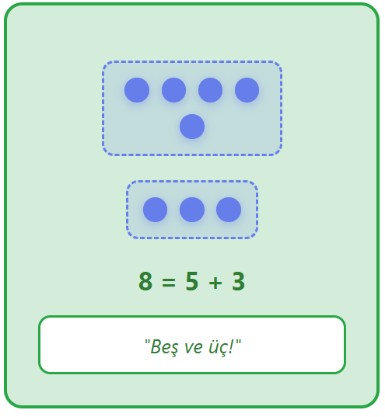 8 = 5 + 3
"Beş ve üç!"